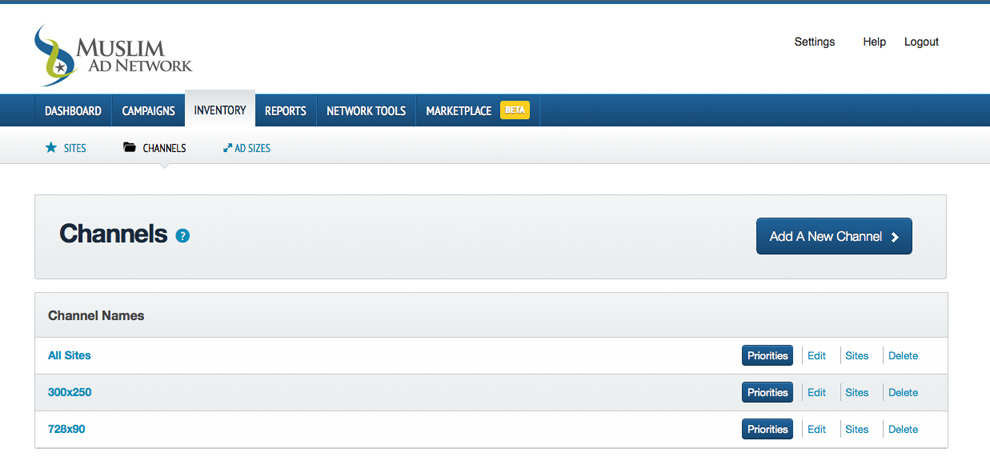 MUSLIM
AD NETWORK
Settings Help Logout
DASHBOARD CAMPAIGNS INVENTORY REPORTS NETWORK TOOLS MARKETPLACE BETA
SITES CHANNELS AD SIZES
Channels ?
Add A New Channel
Channel Names
All Sites Priorities Edit Sites Delete
300x250 Priorities Edit Sites Delete
728x90 Priorities Edit Sites Delete